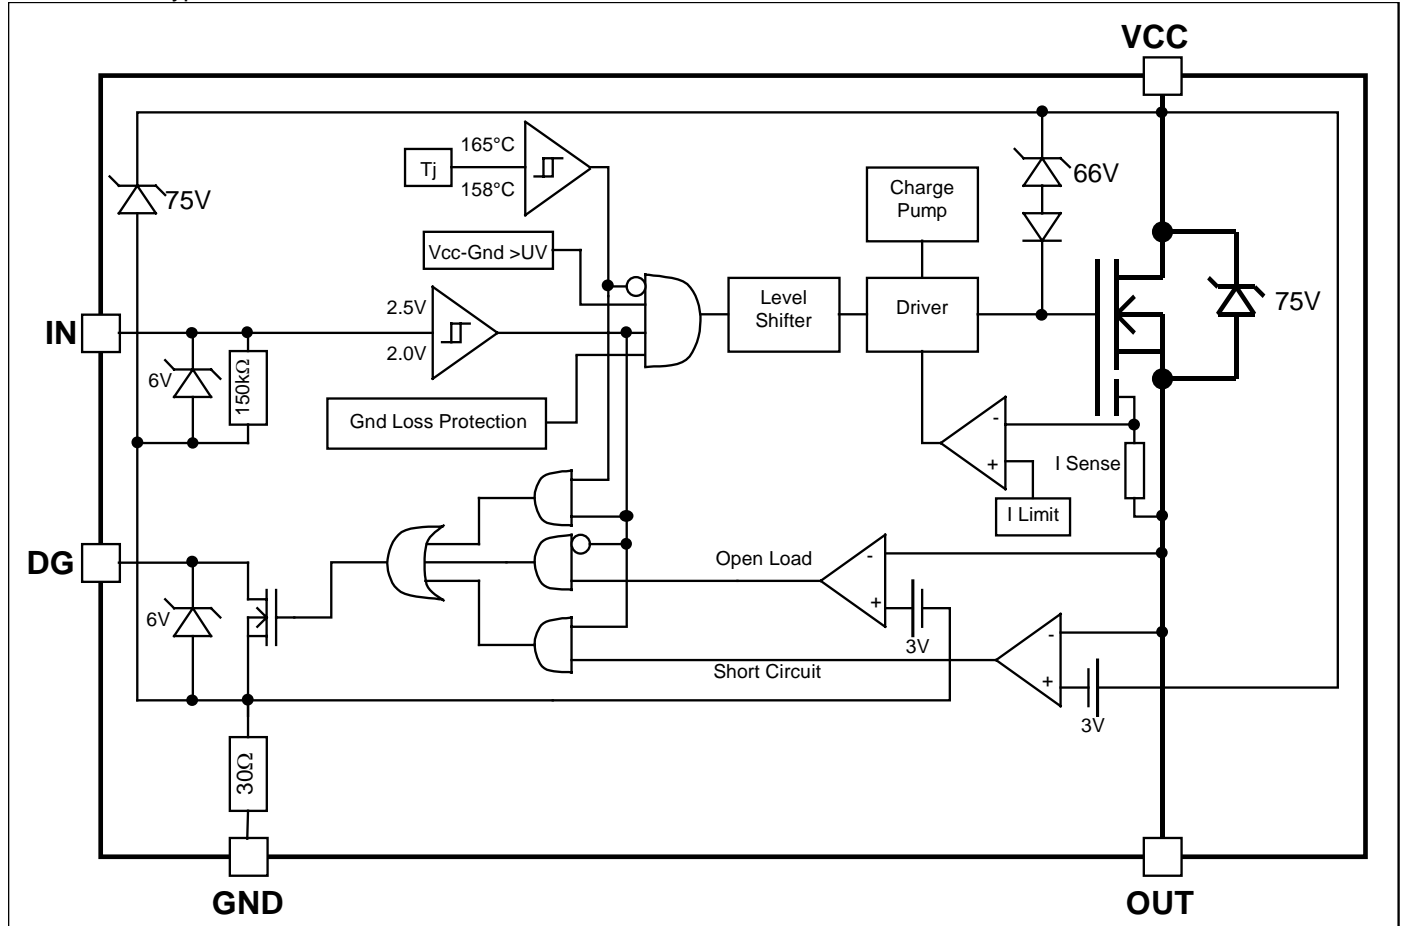 VCC
165°C
Tj
158°C
75V
66V
Charge
Pump
Vcc-Gnd >UV
2.5V
Level
Shifter
Driver
75V
IN
2.0V
6V
150kΩ
Gnd Loss Protection
-
+
I Sense
I Limit
DG
Open Load
-
+
3V
6V
Short Circuit
-
+
3V
30Ω
GND
OUT